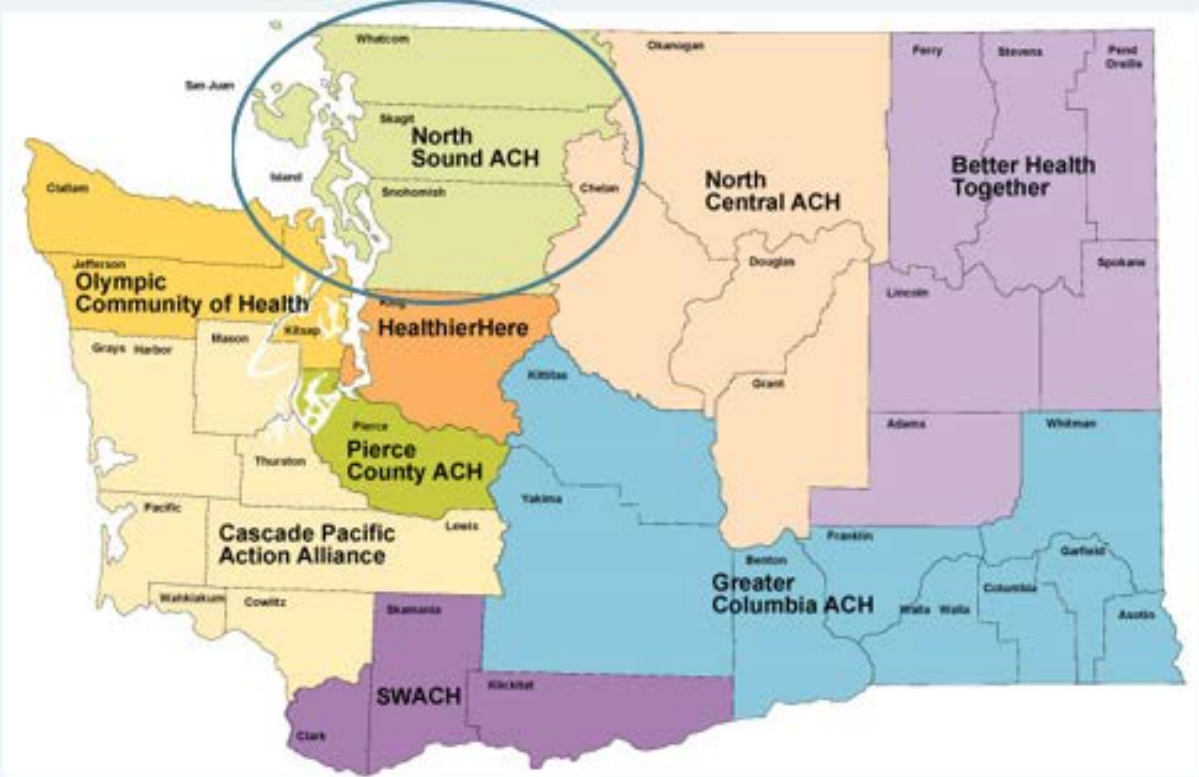 Whatcom
Okanogan
Ferry
Stevens
Pend
Oreille
San Juan
Skagit
North
Sound ACH
Island
Snohomish
Chelan
North
Central ACH
Better Health
Together
Clallam
Jefferson
Olympic
Community of Health
Douglas
Spokane
Lincoln
King
HealthierHere
Kitsap
Mason
Grays Harbor
Kittitas
Grant
Adams
Whitman
Pierce
Pierce
County ACH
Thurston
Yakima
Pacific
Lewis
Cascade Pacific
Action Alliance
Franklin
Benton
Greater
Columbia ACH
Garfield
Columbia
Walla Walla
Asotin
Wahkiakum
Cowlitz
Skamania
SWACH
Klickitat
Clark